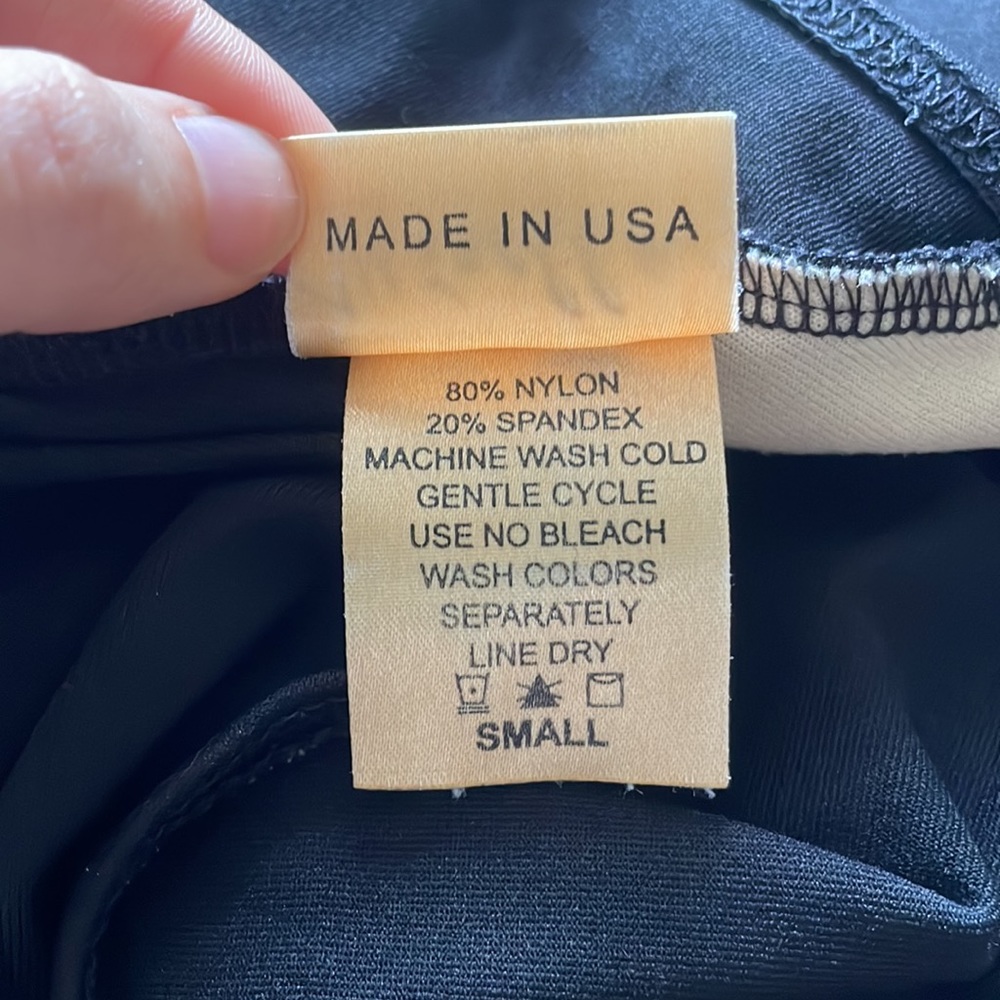 MADE IN USA
80% NYLON
20% SPANDEX
MACHINE WASH COLD
GENTLE CYCLE
USE NO BLEACH
WASH COLORS
SEPARATELY
LINE DRY
SMALL